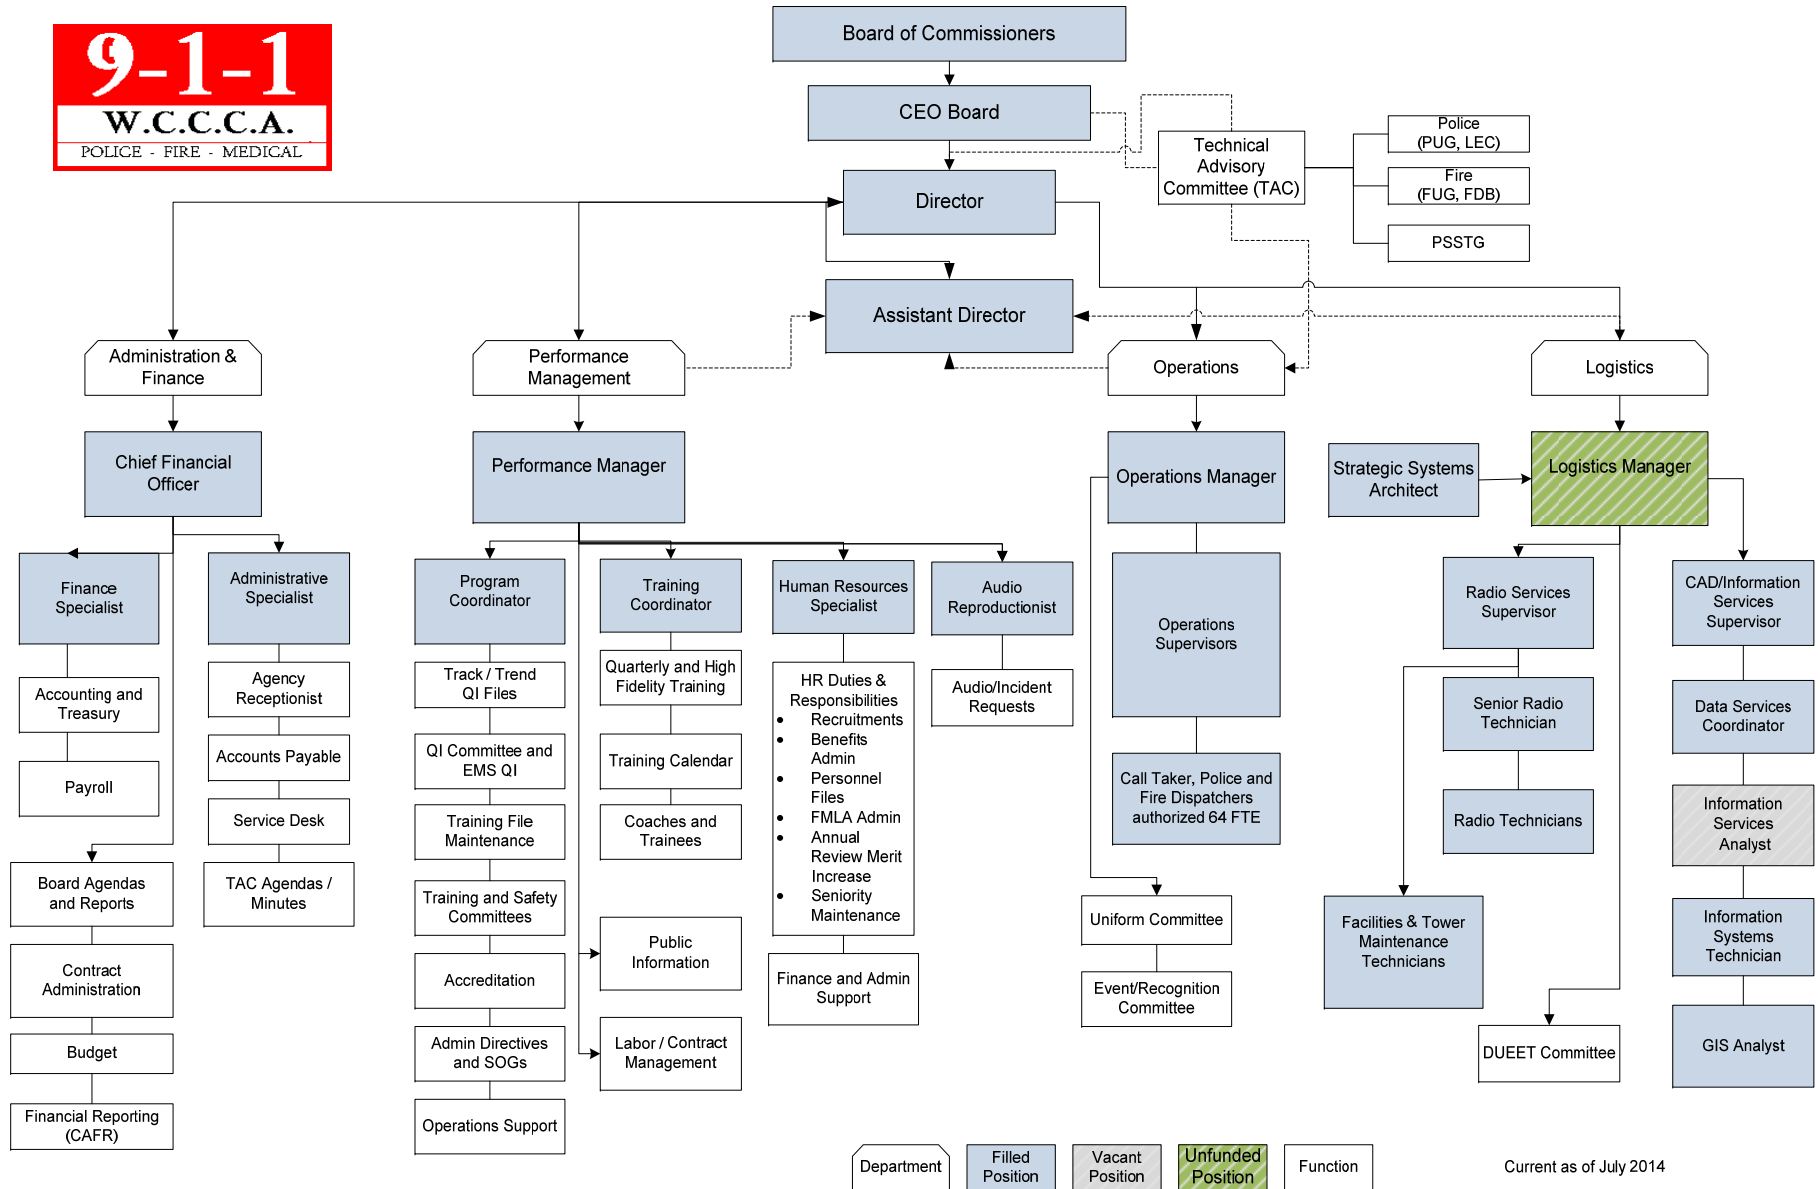 9-1-1
W.C.C.C.A.
POLICE - FIRE - MEDICAL
Board of Commissioners
CEO Board
Director
Assistant Director
Technical
Advisory
Committee (TAC)
Police
(PUG, LEC)
Fire
(FUG, FDB)
PSSTG
Administration &
Finance
Performance
Management
Operations
Logistics
Chief Financial
Officer
Performance Manager
Operations Manager
Strategic Systems
Architect
Logistics Manager
Finance
Specialist
Accounting and
Treasury
Payroll
Board Agendas
and Reports
Contract
Administration
Budget
Financial Reporting
(CAFR)
Administrative
Specialist
Agency
Receptionist
Accounts Payable
Service Desk
TAC Agendas /
Minutes
Program
Coordinator
Track / Trend
QI Files
QI Committee and
EMS QI
Training File
Maintenance
Training and Safety
Committees
Accreditation
Admin Directives
and SOGs
Operations Support
Training
Coordinator
Quarterly and High
Fidelity Training
Training Calendar
Coaches and
Trainees
Public
Information
Labor / Contract
Management
Human Resources
Specialist
HR Duties &
Responsibilities
• Recruitments
• Benefits
Admin
• Personnel
Files
• FMLA Admin
• Annual
Review Merit
Increase
• Seniority
Maintenance
Finance and Admin
Support
Audio
Reproductionist
Audio/Incident
Requests
Operations
Supervisors
Call Taker, Police and
Fire Dispatchers
authorized 64 FTE
Uniform Committee
Event/Recognition
Committee
Radio Services
Supervisor
Senior Radio
Technician
Radio Technicians
Facilities & Tower
Maintenance
Technicians
DUEET Committee
CAD/Information
Services
Supervisor
Data Services
Coordinator
Information
Services
Analyst
Information
Systems
Technician
GIS Analyst
Department
Filled
Position
Vacant
Position
Unfunded
Position
Function
Current as of July 2014